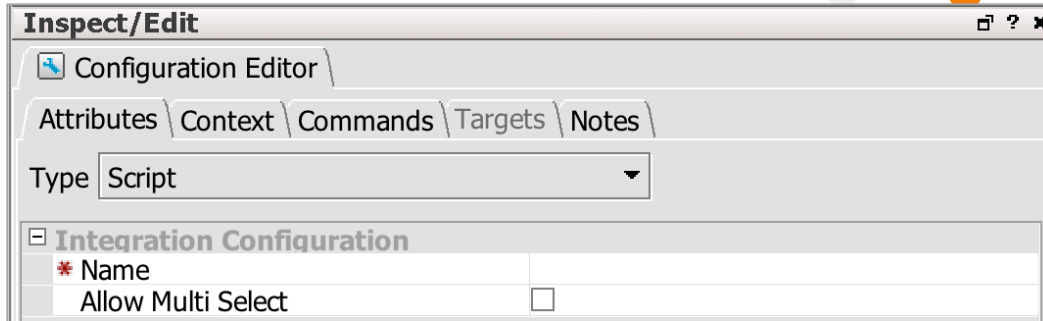 Inspect/Edit ?
Configuration Editor
Attributes Context Commands Targets Notes
Type Script
Integration Configuration
* Name
Allow Multi Select